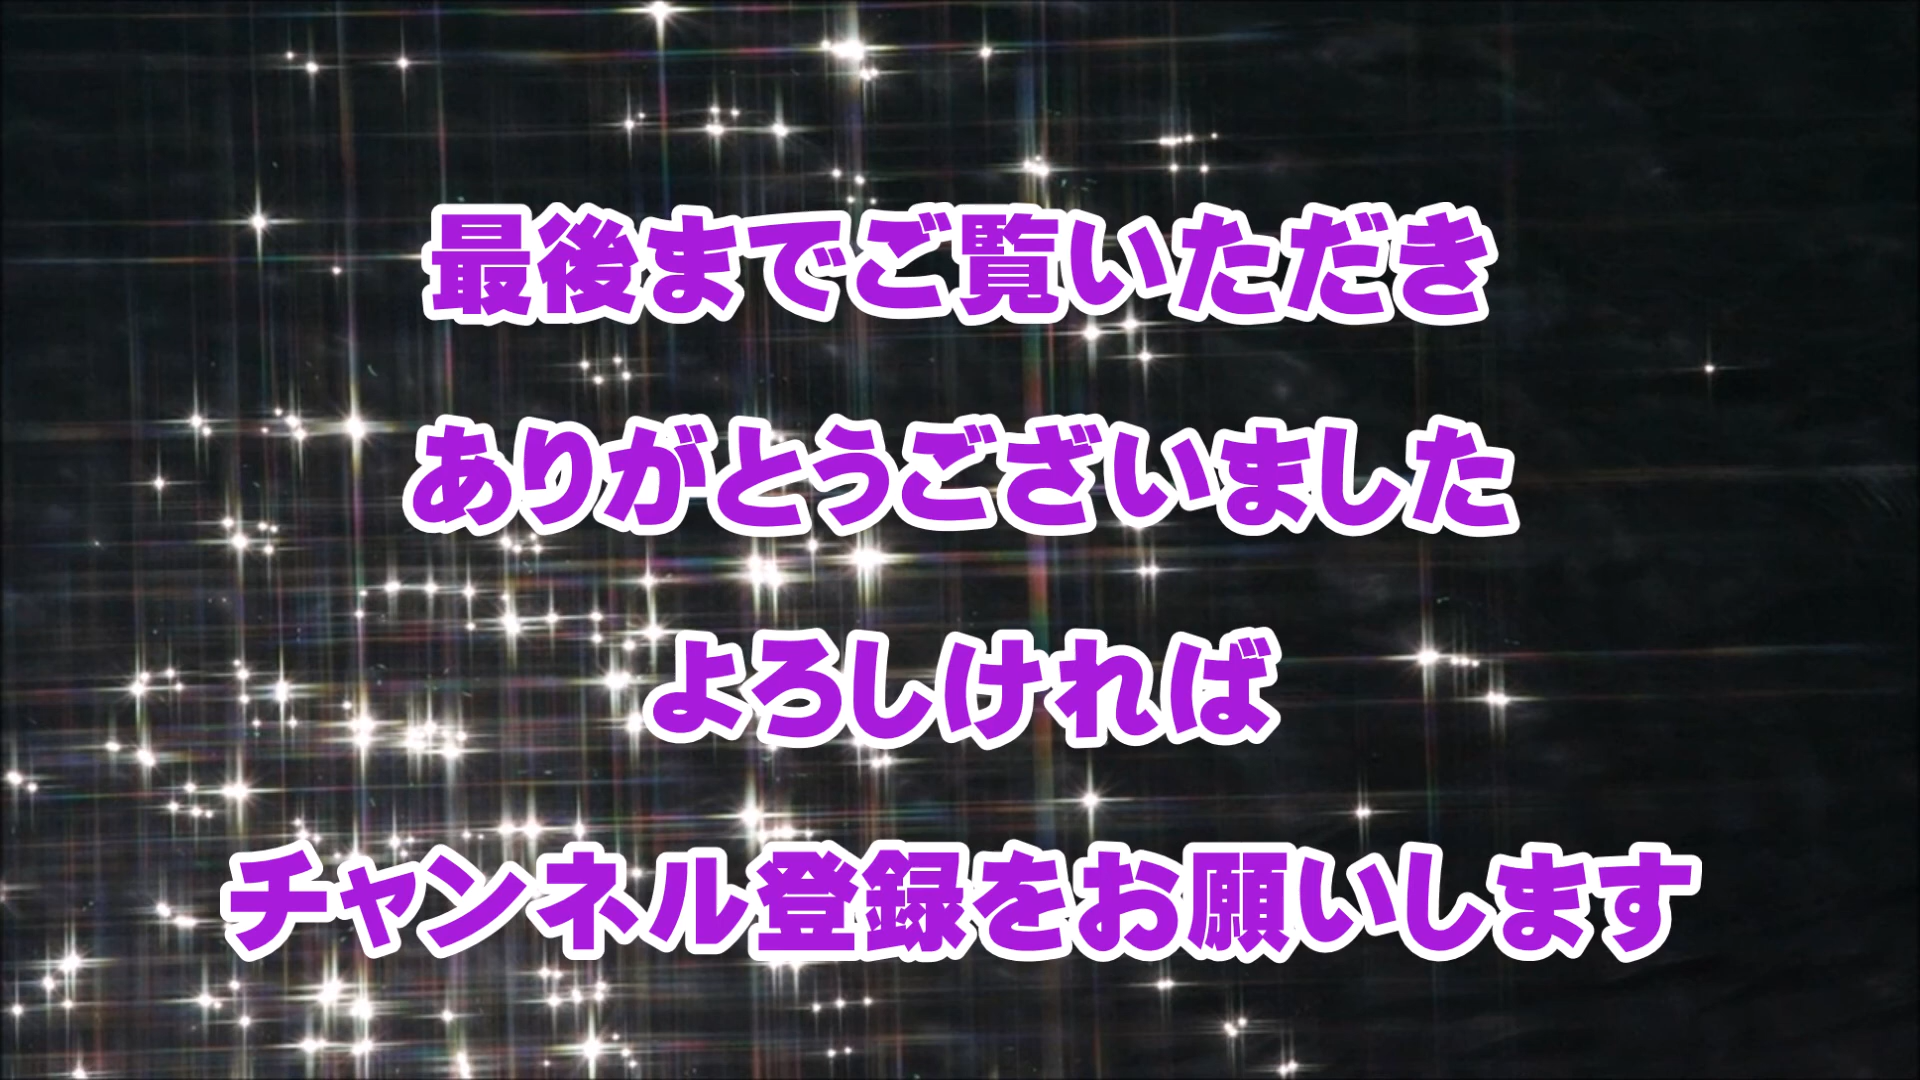 最後までご覧いただき
ありがとうございました
よろしければ
チャンネル登録をお願いします